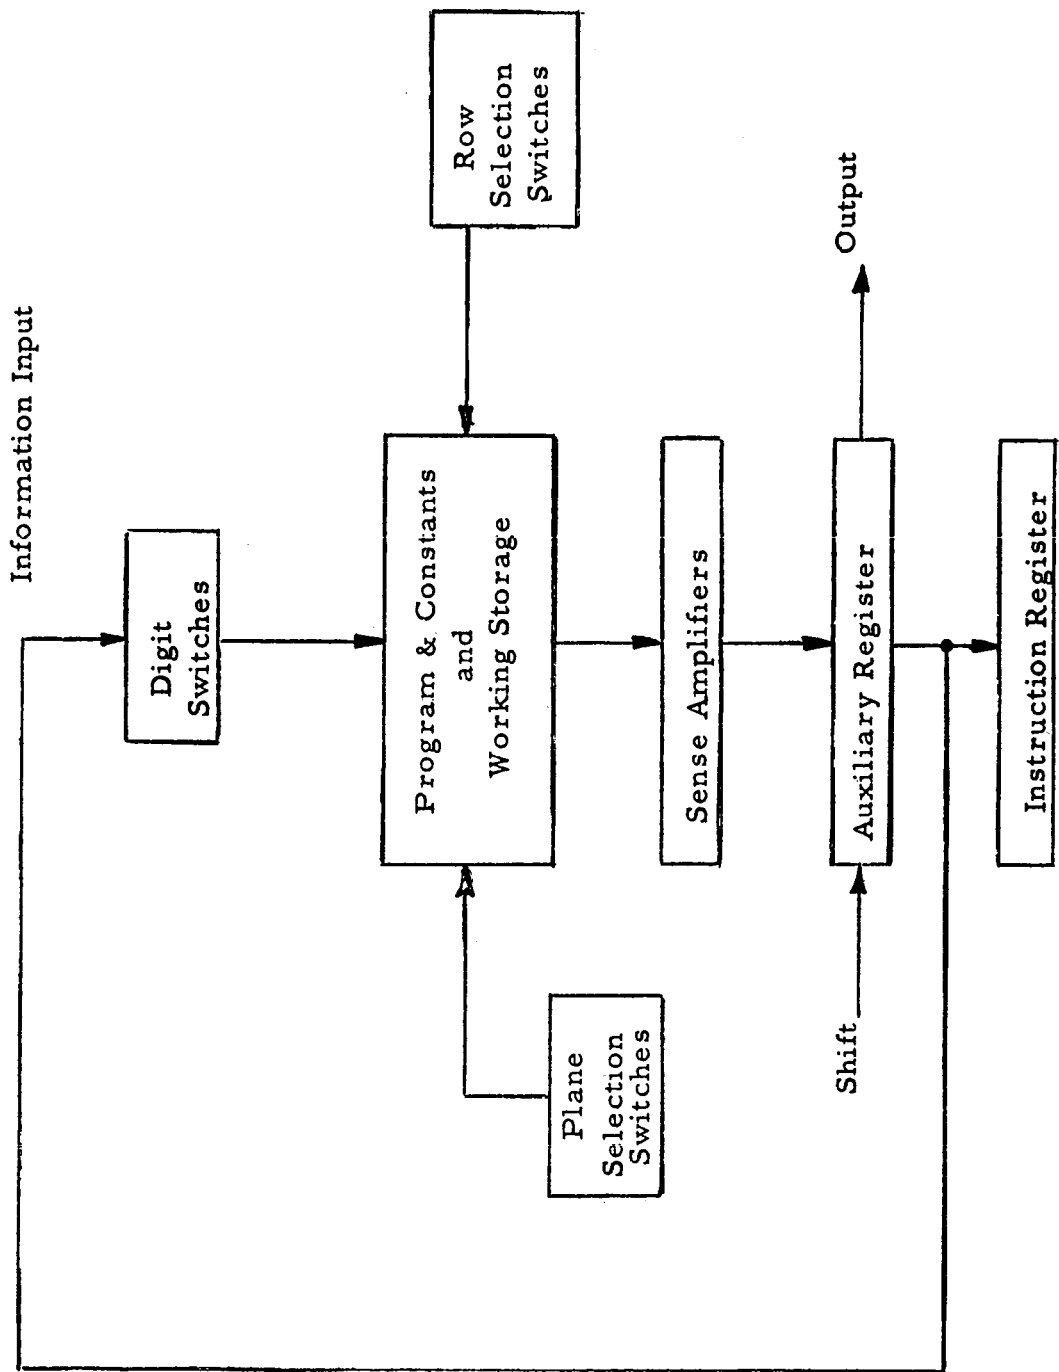 Information Input
Digit
Switches
Row
Selection
Switches
Program & Constants
and
Working Storage
Plane
Selection
Switches
Sense Amplifiers
Shift
Auxiliary Register
Output
Instruction Register